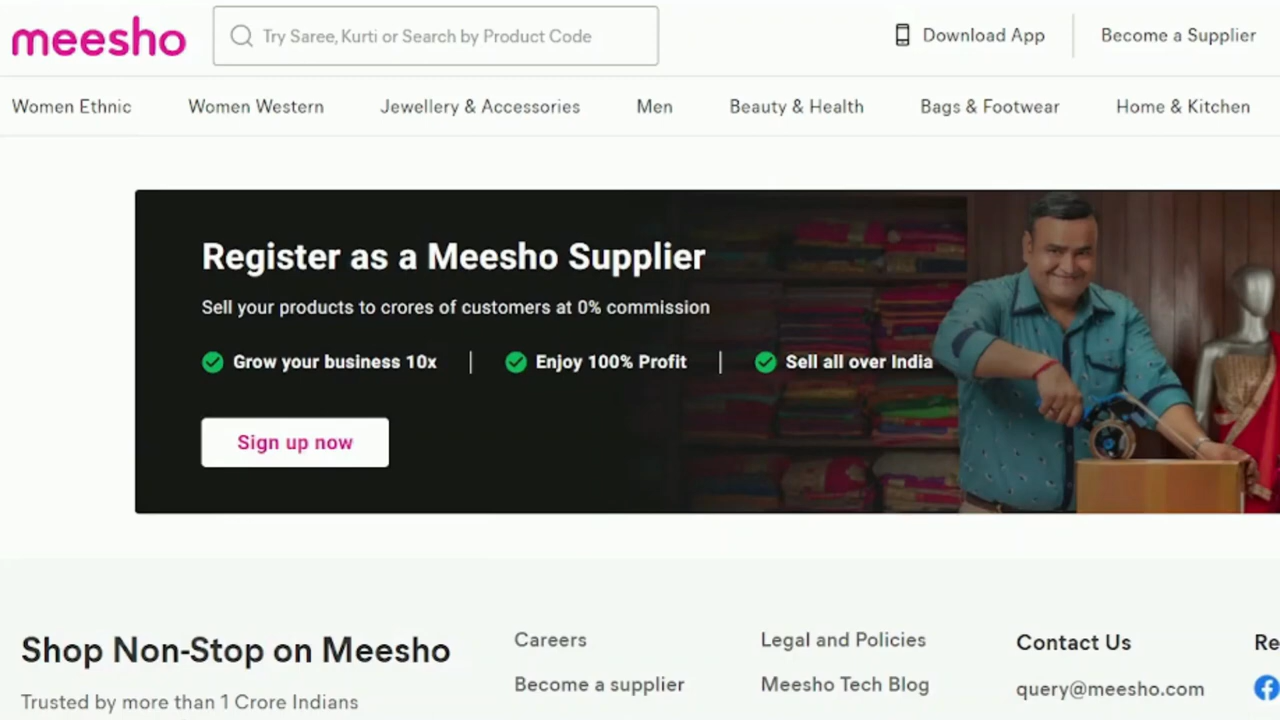 meesho
Try Saree, Kurti or Search by Product Code
Download App
Become a Supplier
Women Ethnic
Women Western
Jewellery & Accessories
Men
Beauty & Health
Bags & Footwear
Home & Kitchen
Register as a Meesho Supplier
Sell your products to crores of customers at 0% commission
Grow your business 10x
Enjoy 100% Profit
Sell all over India
Sign up now
Shop Non-Stop on Meesho
Trusted by more than 1 Crore Indians
Careers
Become a supplier
Legal and Policies
Meesho Tech Blog
Contact Us
query@meesho.com
Re